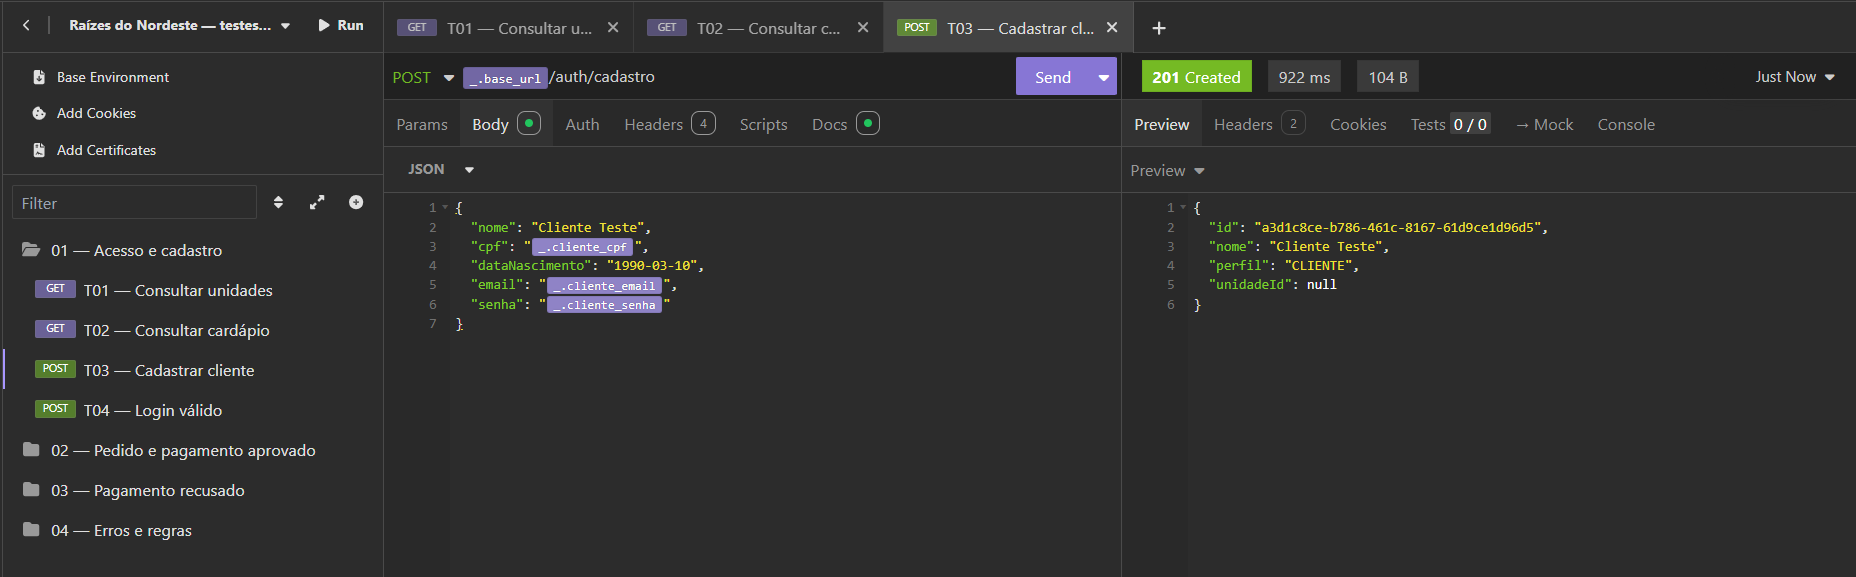 Raízes do Nordeste — testes...
Run
Base Environment
Add Cookies
Add Certificates
Filter
01 — Acesso e cadastro
GET T01 — Consultar unidades
GET T02 — Consultar cardápio
POST T03 — Cadastrar cliente
POST T04 — Login válido
02 — Pedido e pagamento aprovado
03 — Pagamento recusado
04 — Erros e regras
GET T01 — Consultar u...
GET T02 — Consultar c...
POST T03 — Cadastrar cl...
POST _.base_url/auth/cadastro
Send
Params Body Auth Headers 4 Scripts Docs
JSON
1 {
2 "nome": "Cliente Teste",
3 "cpf": " _.cliente_cpf ",
4 "dataNascimento": "1990-03-10",
5 "email": " _.cliente_email ",
6 "senha": " _.cliente_senha "
7 }
201 Created 922 ms 104 B
Just Now
Preview Headers 2 Cookies Tests 0 / 0 → Mock Console
Preview
1 {
2 "id": "a3d1c8ce-b786-461c-8167-61d9ce1d96d5",
3 "nome": "Cliente Teste",
4 "perfil": "CLIENTE",
5 "unidadeId": null
6 }